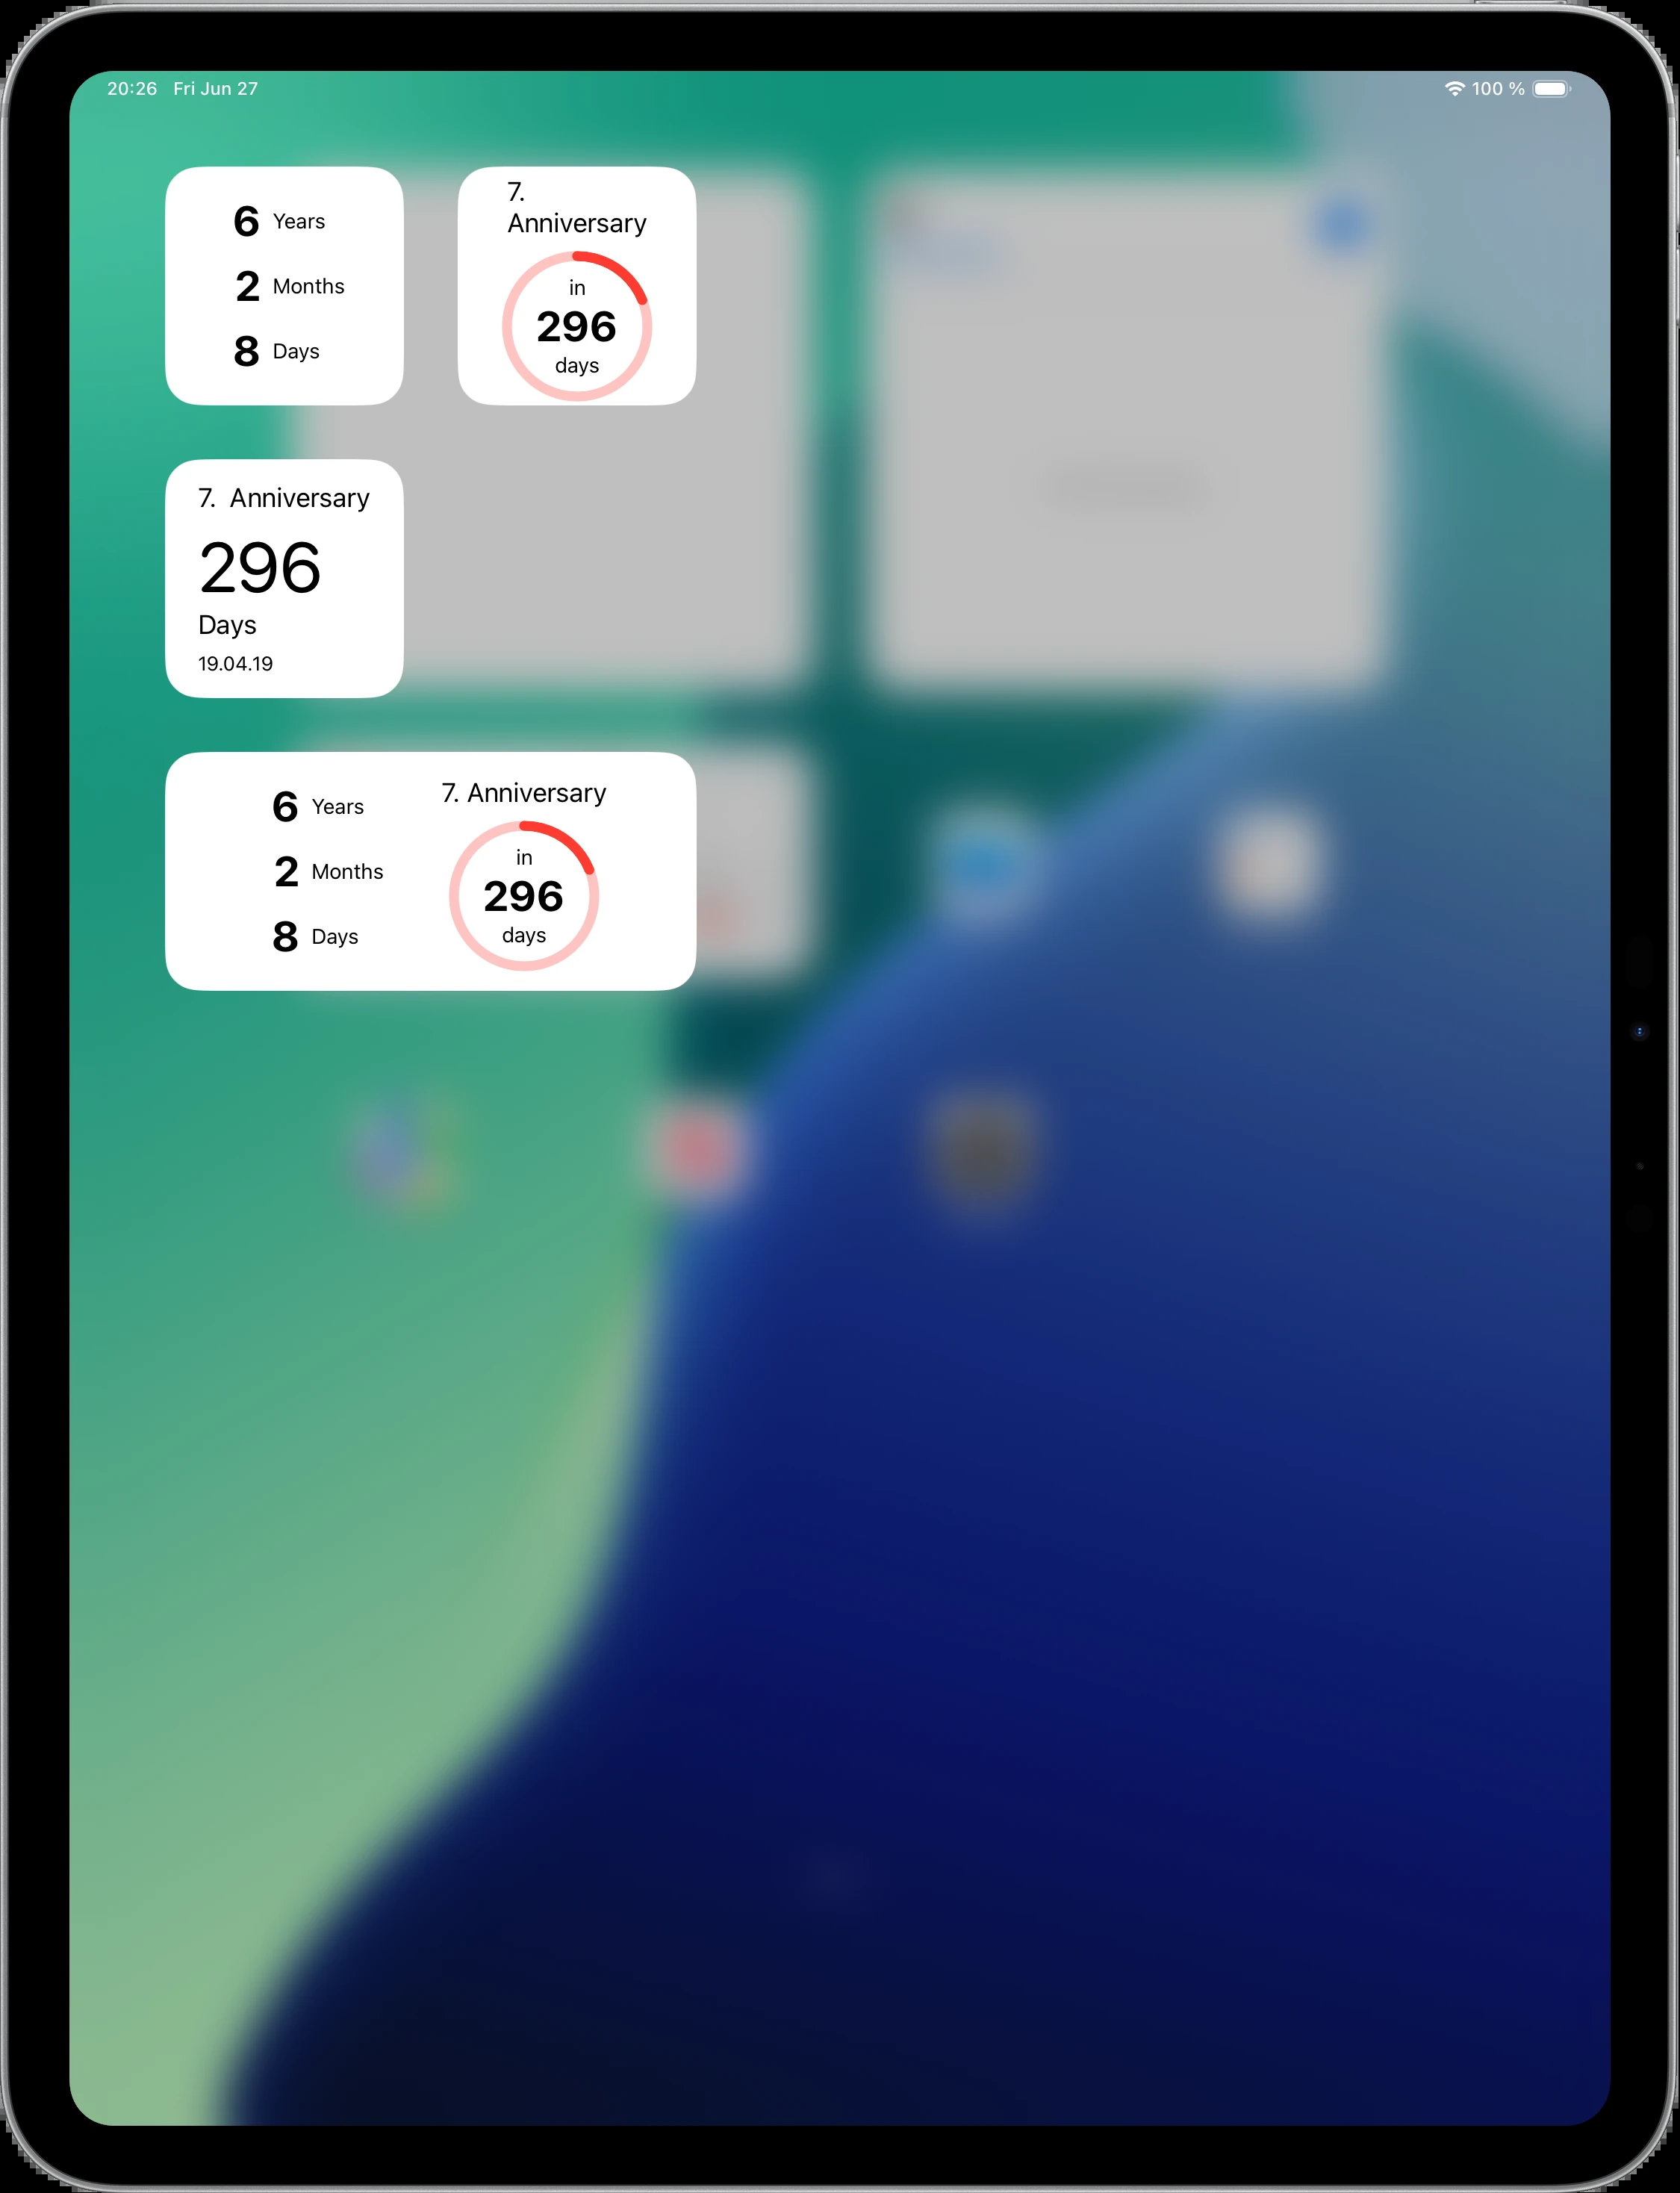 20:26 Fri Jun 27
100 %
6 Years
2 Months
8 Days
7.
Anniversary
in
296
days
7. Anniversary
296
Days
19.04.19
6 Years
2 Months
8 Days
7. Anniversary
in
296
days